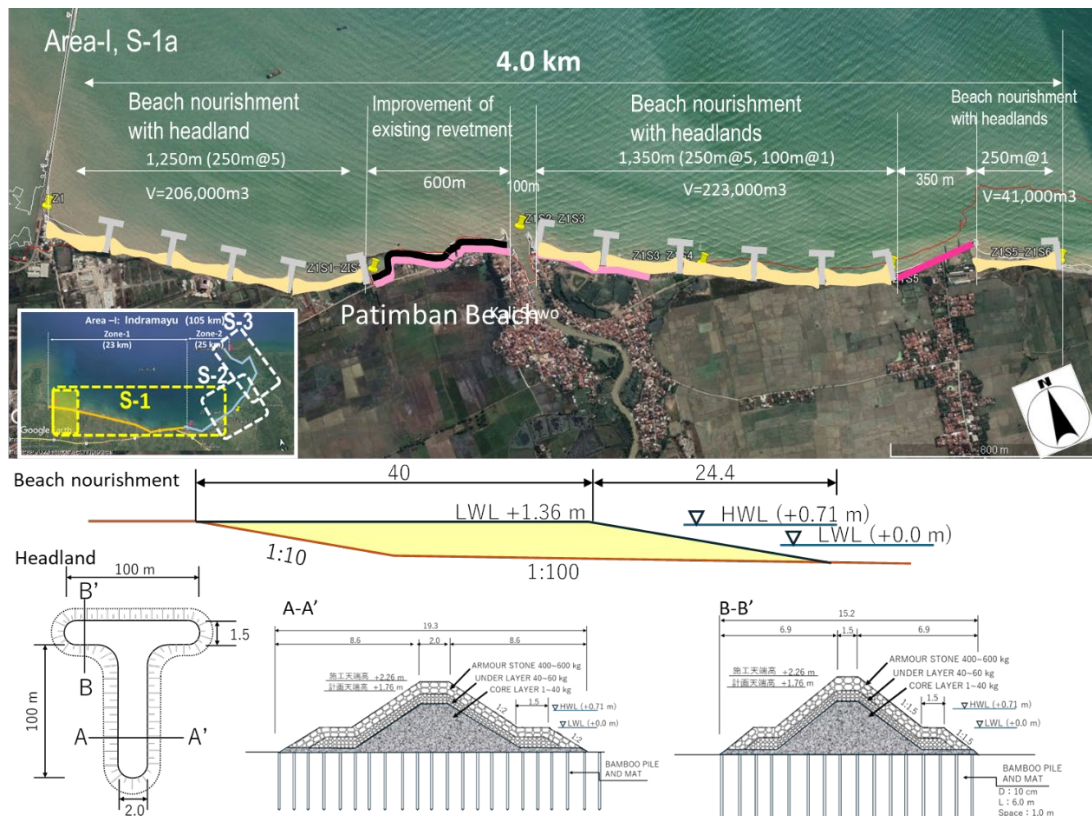 Area-I, S-1a
4.0 km
Beach nourishment
with headland
1,250m (250m@5)
V=206,000m3
Improvement of
existing revetment
600m
100m
Beach nourishment
with headlands
1,350m (250m@5, 100m@1)
V=223,000m3
350 m
Beach nourishment
with headlands
250m@1
V=41,000m3
Z1
Z1S1-Z1S
Z1S2-Z1S3
Z1S3-Z1S4
Z1S5-Z1S6
Patimban Beach
Kali Sewo
Area –I: Indramayu (105 km)
Zone-1
(23 km)
Zone-2
(25 km)
S-1
S-2
S-3
Google Earth
N
800 m
Beach nourishment
40
24.4
LWL +1.36 m
HWL (+0.71 m)
LWL (+0.0 m)
1:10
1:100
Headland
100 m
B'
1.5
100 m
B
A
A'
2.0
A-A'
19.3
8.6
2.0
8.6
ARMOUR STONE 400~600 kg
UNDER LAYER 40~60 kg
CORE LAYER 1~40 kg
施工天端高 +2.26 m
計画天端高 +1.76 m
1:2
1.5
HWL (+0.71 m)
LWL (+0.0 m)
1:2
BAMBOO PILE
AND MAT
B-B'
15.2
6.9
1.5
6.9
ARMOUR STONE 400~600 kg
UNDER LAYER 40~60 kg
CORE LAYER 1~40 kg
施工天端高 +2.26 m
計画天端高 +1.76 m
1:1.5
1.5
HWL (+0.71 m)
LWL (+0.0 m)
1:1.5
BAMBOO PILE
AND MAT
D : 10 cm
L : 6.0 m
Space : 1.0 m